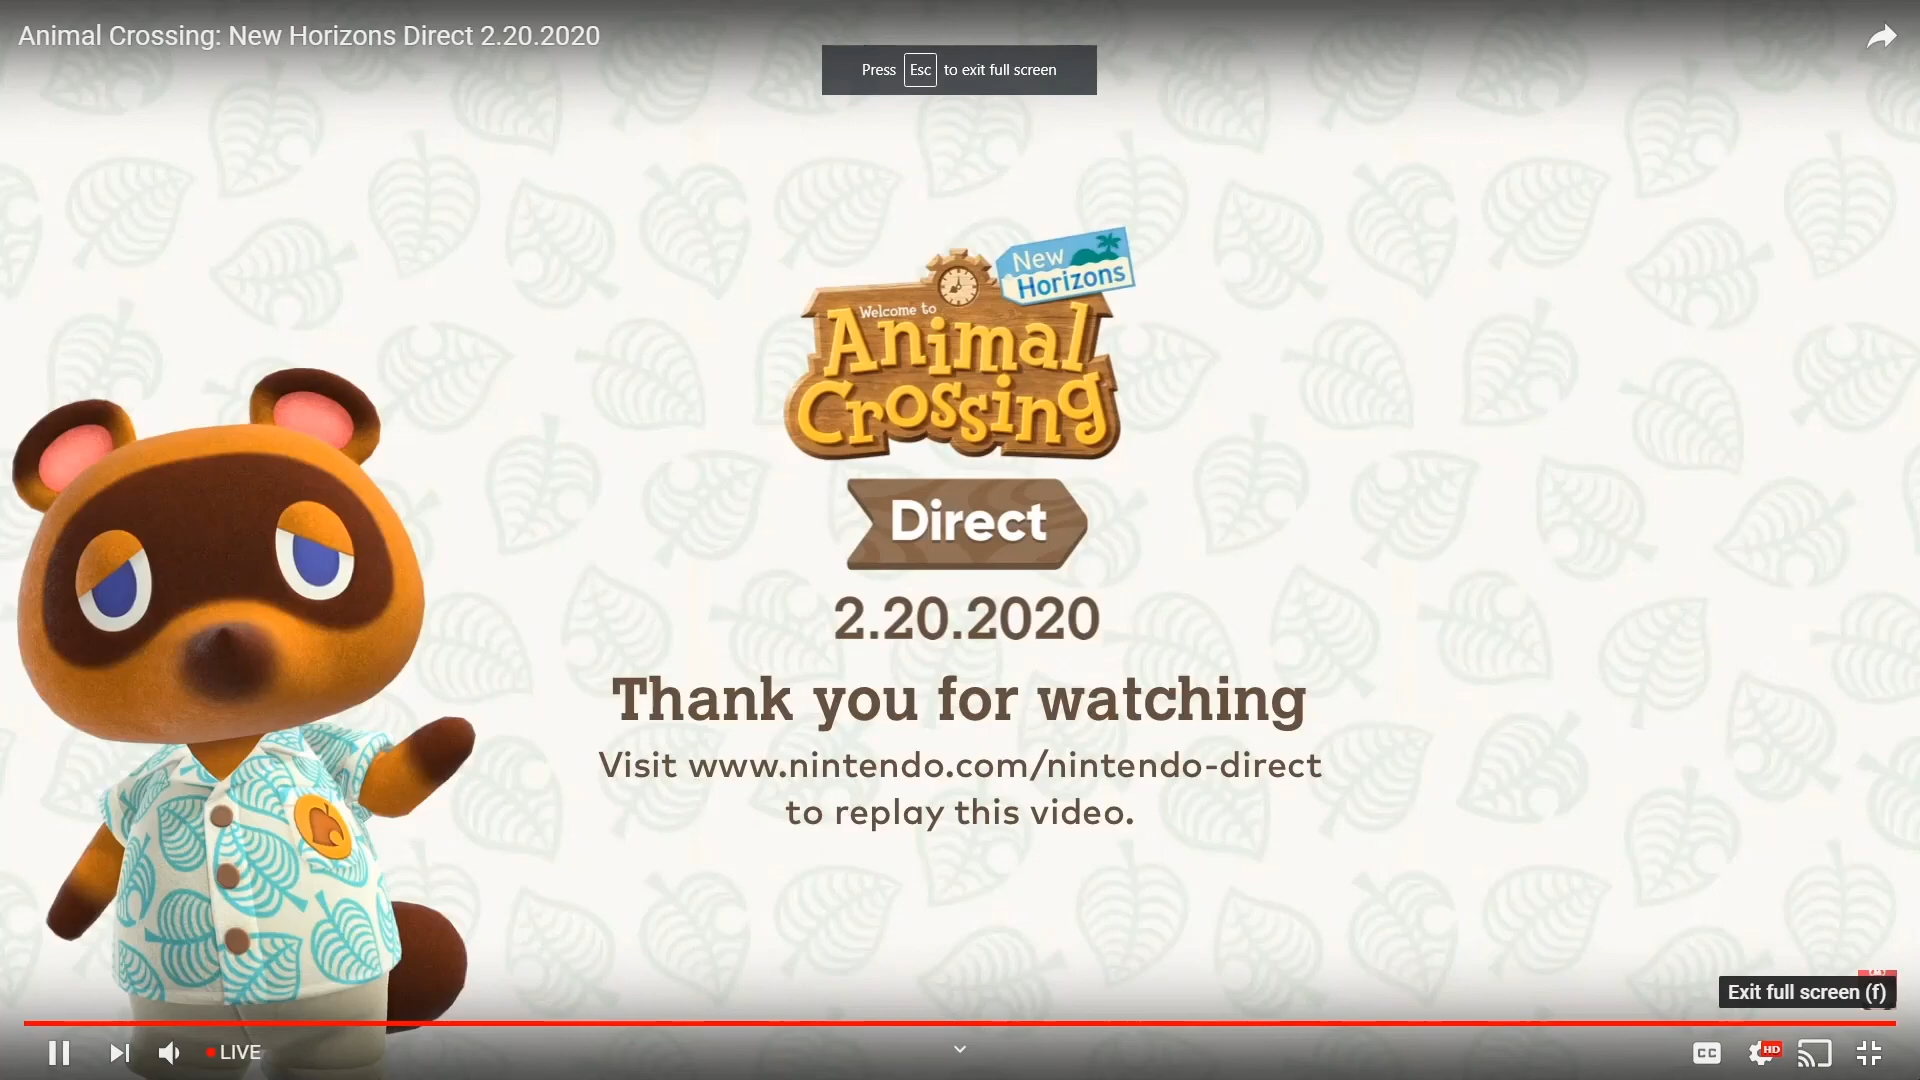 Animal Crossing: New Horizons Direct 2.20.2020
Press Esc to exit full screen
New
Horizons
Welcome to
Animal
Crossing
Direct
2.20.2020
Thank you for watching
Visit www.nintendo.com/nintendo-direct
to replay this video.
Exit full screen (f)
LIVE
CC
HD